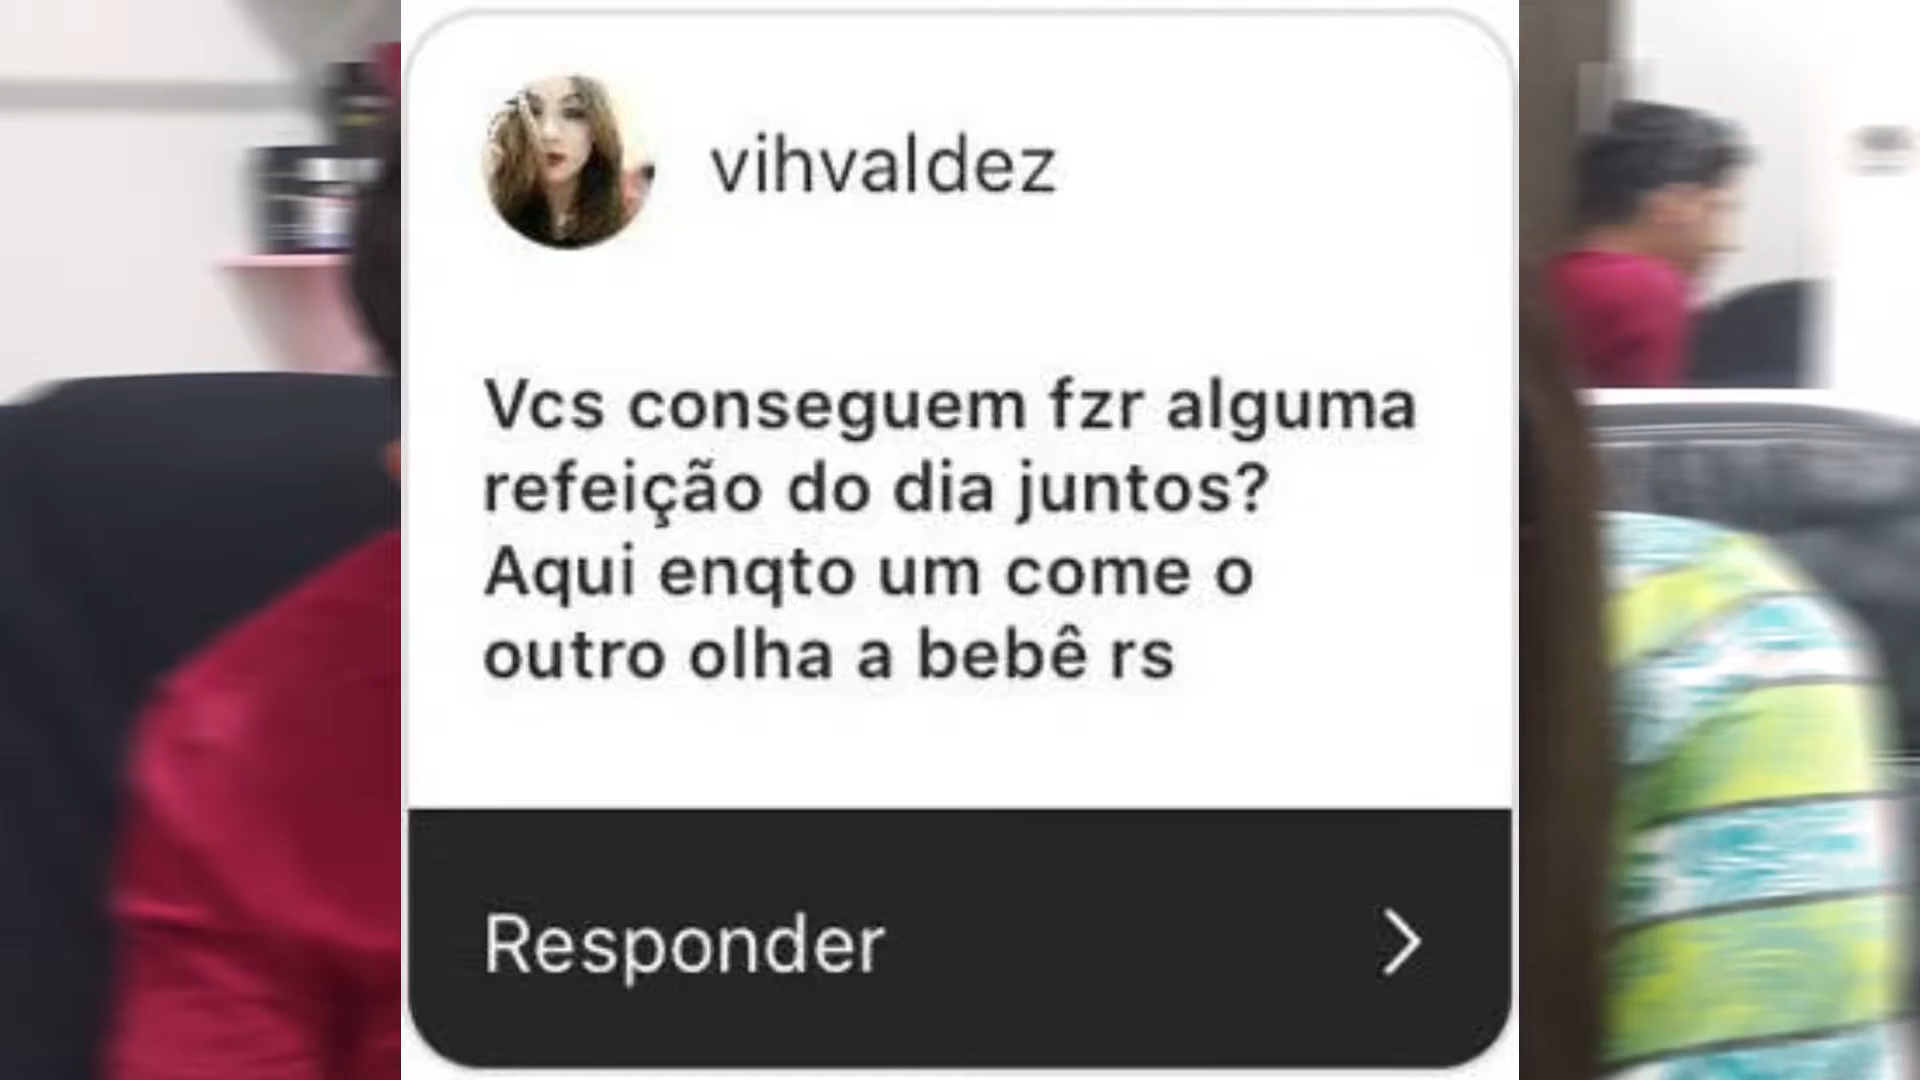 vihvaldez
Vcs conseguem fzr alguma
refeição do dia juntos?
Aqui enqto um come o
outro olha a bebê rs
Responder